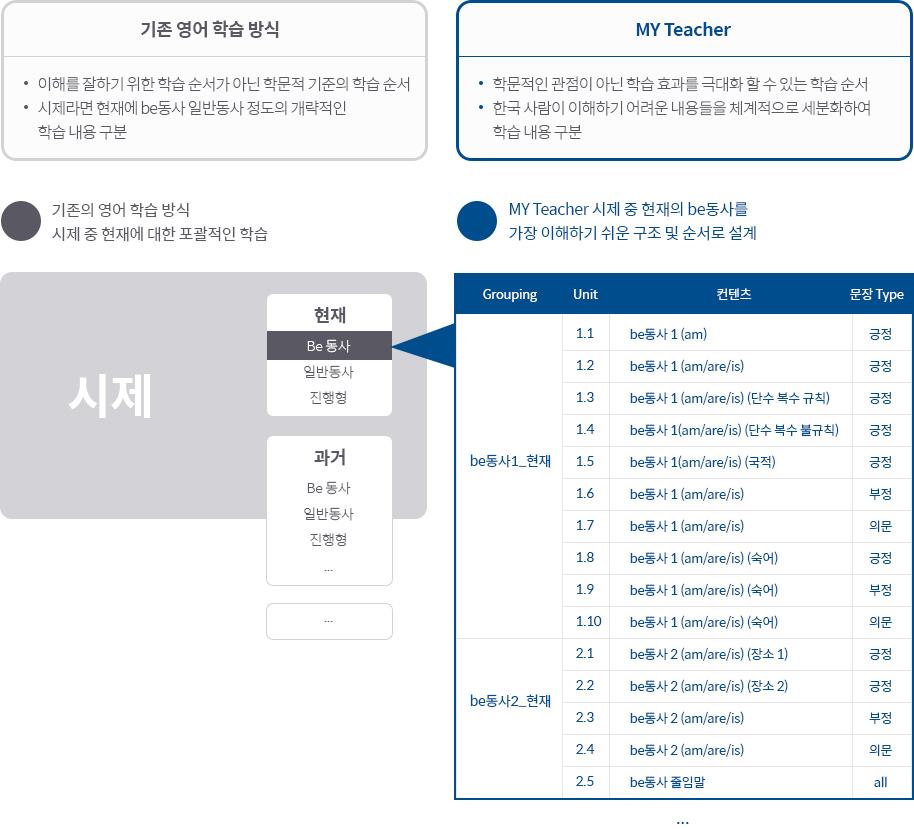 기존 영어 학습 방식
• 이해를 잘하기 위한 학습 순서가 아닌 학문적 기준의 학습 순서
• 시제라면 현재에 be동사 일반동사 정도의 개략적인
학습 내용 구분
MY Teacher
• 학문적인 관점이 아닌 학습 효과를 극대화 할 수 있는 학습 순서
• 한국 사람이 이해하기 어려운 내용들을 체계적으로 세분화하여
학습 내용 구분
기존의 영어 학습 방식
시제 중 현재에 대한 포괄적인 학습
MY Teacher 시제 중 현재의 be동사를
가장 이해하기 쉬운 구조 및 순서로 설계
시제
현재
Be 동사
일반동사
진행형
과거
Be 동사
일반동사
진행형
...
...
Grouping Unit 컨텐츠 문장 Type
be동사1_현재
1.1 be동사 1 (am) 긍정
1.2 be동사 1 (am/are/is) 긍정
1.3 be동사 1 (am/are/is) (단수 복수 규칙) 긍정
1.4 be동사 1(am/are/is) (단수 복수 불규칙) 긍정
1.5 be동사 1(am/are/is) (국적) 긍정
1.6 be동사 1 (am/are/is) 부정
1.7 be동사 1 (am/are/is) 의문
1.8 be동사 1 (am/are/is) (숙어) 긍정
1.9 be동사 1 (am/are/is) (숙어) 부정
1.10 be동사 1 (am/are/is) (숙어) 의문
be동사2_현재
2.1 be동사 2 (am/are/is) (장소 1) 긍정
2.2 be동사 2 (am/are/is) (장소 2) 긍정
2.3 be동사 2 (am/are/is) 부정
2.4 be동사 2 (am/are/is) 의문
2.5 be동사 줄임말 all
...